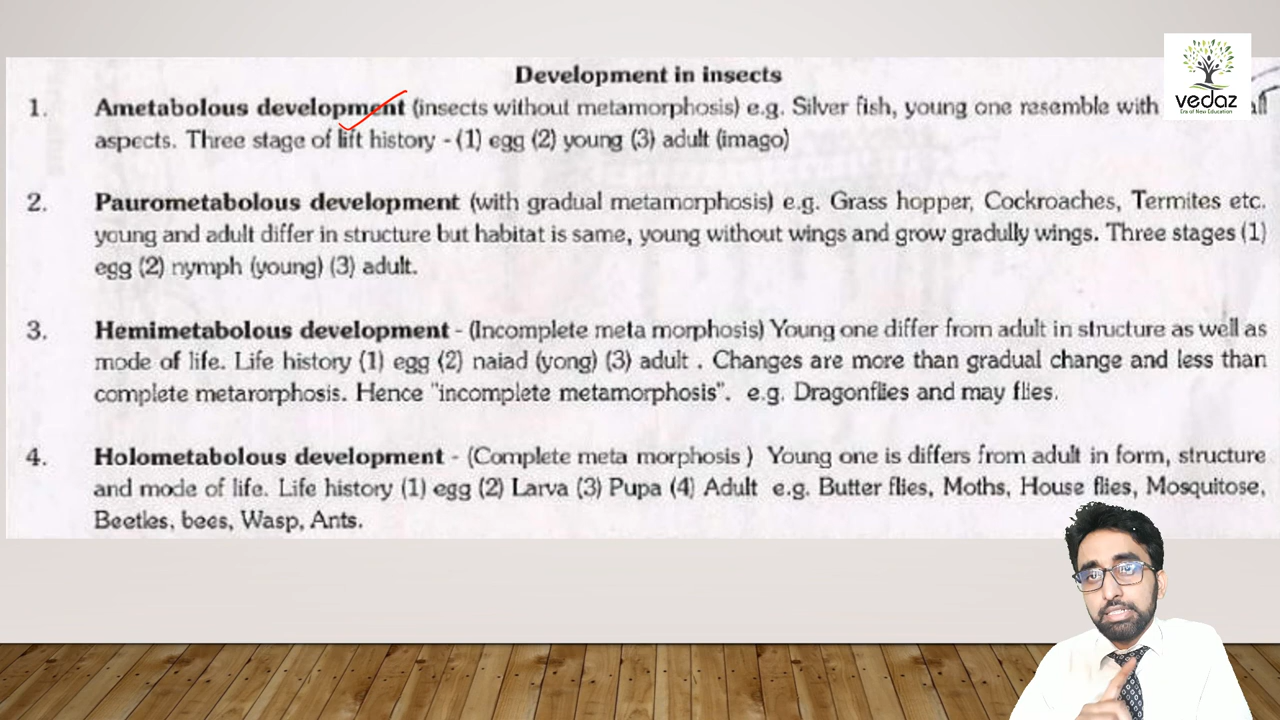 Development in insects
vedaz
Era of New Education
1. Ametabolous development (insects without metamorphosis) e.g. Silver fish, young one resemble with all
aspects. Three stage of lift history - (1) egg (2) young (3) adult (imago)
2. Paurometabolous development (with gradual metamorphosis) e.g. Grass hopper, Cockroaches, Termites etc.
young and adult differ in structure but habitat is same, young without wings and grow gradully wings. Three stages (1)
egg (2) nymph (young) (3) adult.
3. Hemimetabolous development - (Incomplete meta morphosis) Young one differ from adult in structure as well as
mode of life. Life history (1) egg (2) naiad (yong) (3) adult . Changes are more than gradual change and less than
complete metarorphosis. Hence "incomplete metamorphosis". e.g. Dragonflies and may flies.
4. Holometabolous development - (Complete meta morphosis ) Young one is differs from adult in form, structure
and mode of life. Life history (1) egg (2) Larva (3) Pupa (4) Adult e.g. Butter flies, Moths, House flies, Mosquitose,
Beetles, bees, Wasp, Ants.